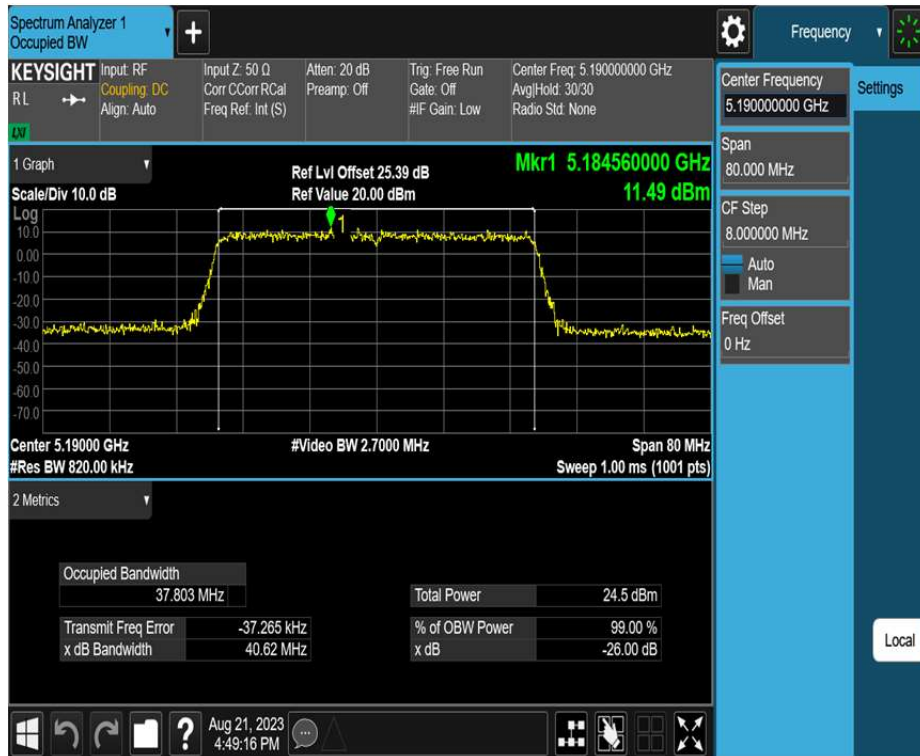 Spectrum Analyzer 1
Occupied BW
Frequency
KEYSIGHT
R L
LXI
Input: RF
Coupling: DC
Align: Auto
Input Z: 50 Ω
Corr CCorr RCal
Freq Ref: Int (S)
Atten: 20 dB
Preamp: Off
Trig: Free Run
Gate: Off
#IF Gain: Low
Center Freq: 5.190000000 GHz
Avg|Hold: 30/30
Radio Std: None
Center Frequency
5.190000000 GHz
Settings
Span
80.000 MHz
CF Step
8.000000 MHz
Auto
Man
Freq Offset
0 Hz
Local
1 Graph
Scale/Div 10.0 dB
Ref Lvl Offset 25.39 dB
Ref Value 20.00 dBm
Mkr1 5.184560000 GHz
11.49 dBm
Log
10.0
0.00
-10.0
-20.0
-30.0
-40.0
-50.0
-60.0
-70.0
1
Center 5.19000 GHz
#Video BW 2.7000 MHz
Span 80 MHz
#Res BW 820.00 kHz
Sweep 1.00 ms (1001 pts)
2 Metrics
Occupied Bandwidth
37.803 MHz
Total Power 24.5 dBm
Transmit Freq Error -37.265 kHz
% of OBW Power 99.00 %
x dB Bandwidth 40.62 MHz
x dB -26.00 dB
?
Aug 21, 2023
4:49:16 PM